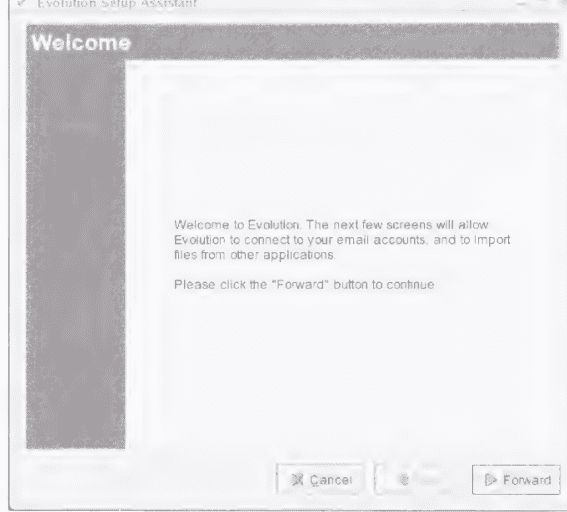 Evolution Setup Assistant
Welcome
Welcome to Evolution. The next few screens will allow
Evolution to connect to your email accounts, and to import
files from other applications.
Please click the "Forward" button to continue
Cancel
Forward